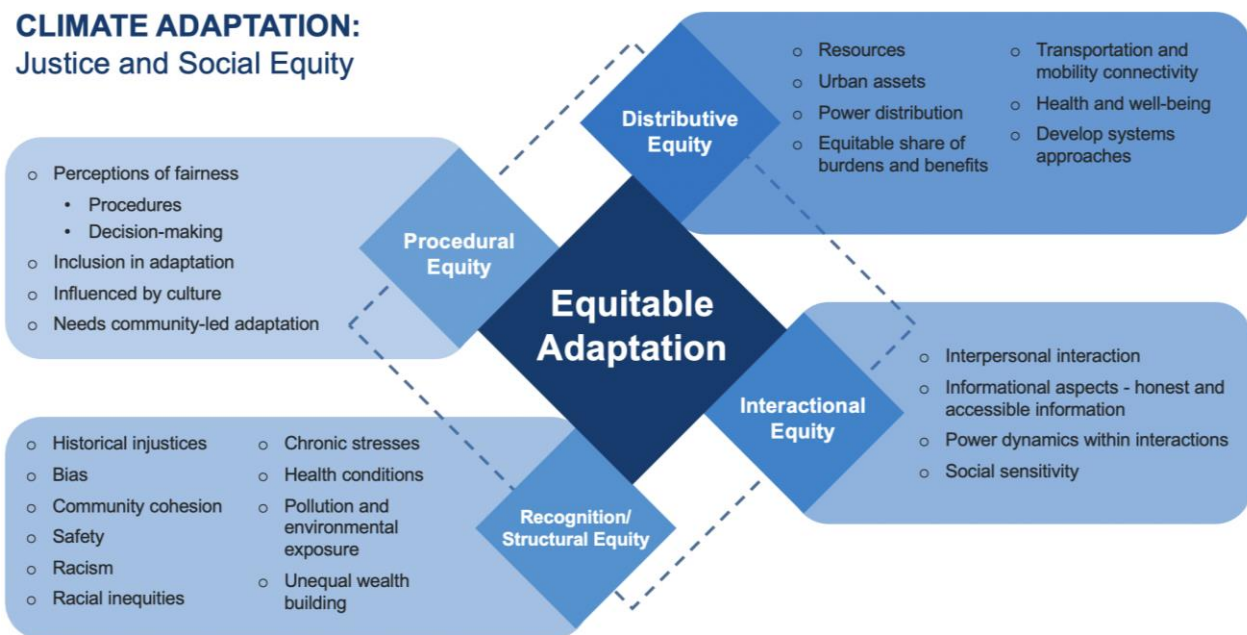 CLIMATE ADAPTATION:
Justice and Social Equity
Distributive
Equity
○ Resources
○ Urban assets
○ Power distribution
○ Equitable share of
burdens and benefits
○ Transportation and
mobility connectivity
○ Health and well-being
○ Develop systems
approaches
○ Perceptions of fairness
• Procedures
• Decision-making
○ Inclusion in adaptation
○ Influenced by culture
○ Needs community-led adaptation
Procedural
Equity
Equitable
Adaptation
Interactional
Equity
○ Interpersonal interaction
○ Informational aspects - honest and
accessible information
○ Power dynamics within interactions
○ Social sensitivity
○ Historical injustices
○ Bias
○ Community cohesion
○ Safety
○ Racism
○ Racial inequities
○ Chronic stresses
○ Health conditions
○ Pollution and
environmental
exposure
○ Unequal wealth
building
Recognition/
Structural Equity